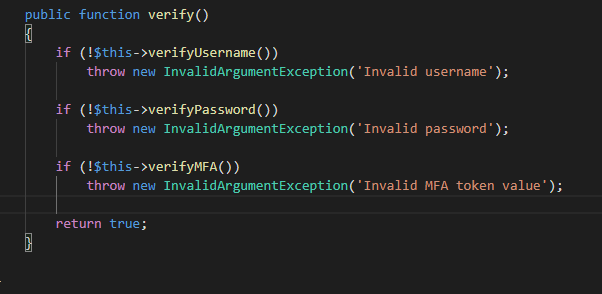 public function verify()
{
if (!$this->verifyUsername())
throw new InvalidArgumentException('Invalid username');
if (!$this->verifyPassword())
throw new InvalidArgumentException('Invalid password');
if (!$this->verifyMFA())
throw new InvalidArgumentException('Invalid MFA token value');
return true;
}